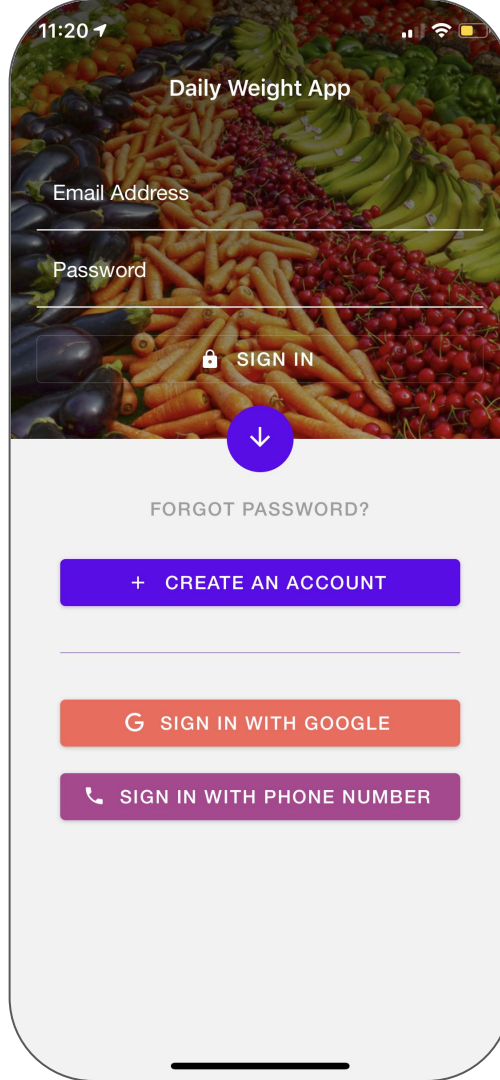 11:20
Daily Weight App
Email Address
Password
SIGN IN
FORGOT PASSWORD?
+ CREATE AN ACCOUNT
G SIGN IN WITH GOOGLE
SIGN IN WITH PHONE NUMBER